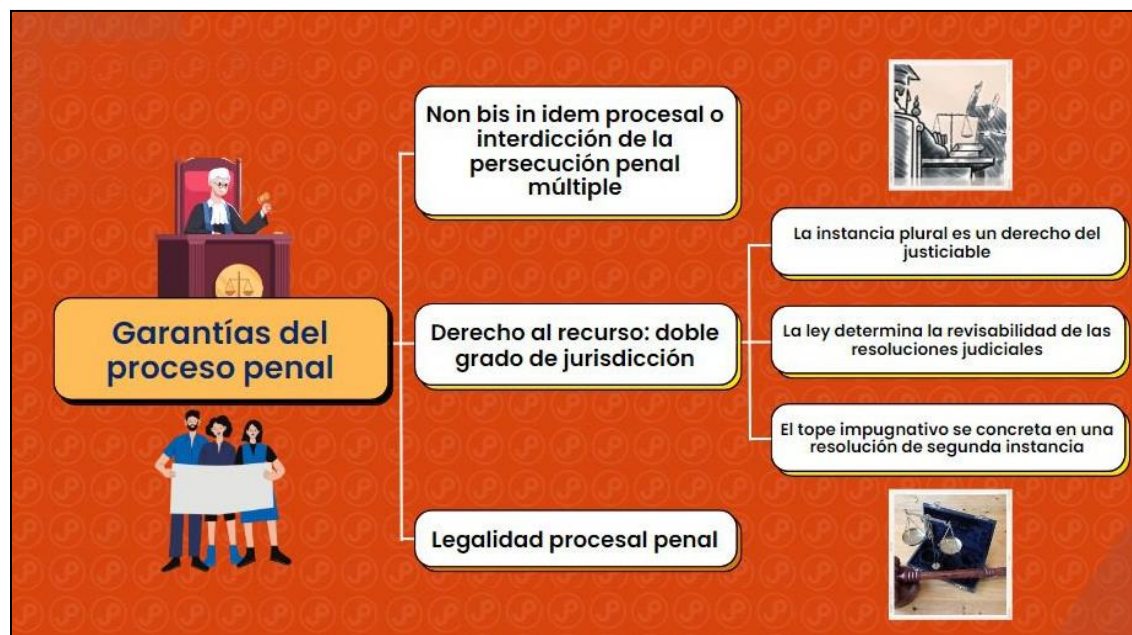 Non bis in idem procesal o
interdicción de la
persecución penal
múltiple
La instancia plural es un derecho del
justiciable
Garantías del
proceso penal
Derecho al recurso: doble
grado de jurisdicción
La ley determina la revisabilidad de las
resoluciones judiciales
El tope impugnativo se concreta en una
resolución de segunda instancia
Legalidad procesal penal